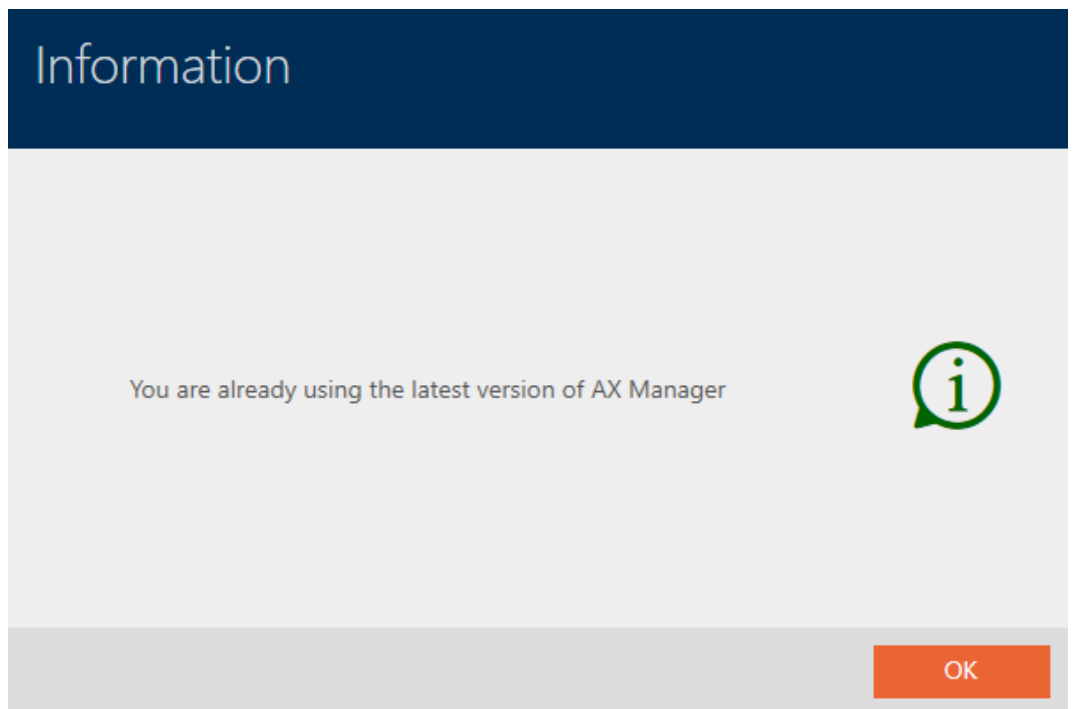 Information
You are already using the latest version of AX Manager
i
OK